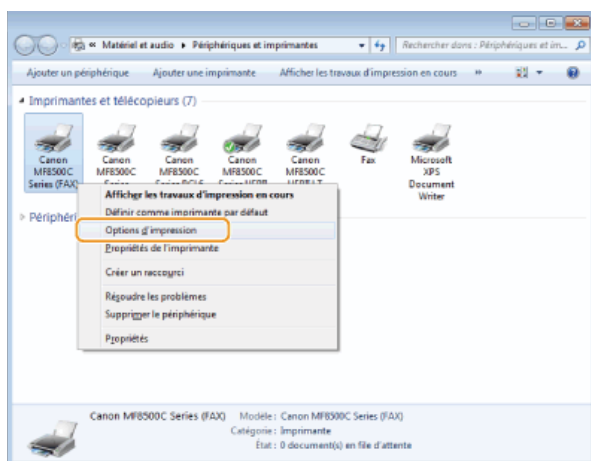 « Matériel et audio ▸ Périphériques et imprimantes
Rechercher dans : Périphériques et im...
Ajouter un périphérique Ajouter une imprimante Afficher les travaux d'impression en cours »
Imprimantes et télécopieurs (7)
Canon MF8500C Series (FAX)
Canon MF8500C
Canon MF8500C
Canon MF8500C
Canon MF8500C
Fax
Microsoft XPS Document Writer
Afficher les travaux d'impression en cours
Définir comme imprimante par défaut
Périphéri
Options d'impression
Propriétés de l'imprimante
Créer un raccourci
Résoudre les problèmes
Supprimer le périphérique
Propriétés
Canon MF8500C Series (FAX) Modèle : Canon MF8500C Series (FAX)
Catégorie : Imprimante
État : 0 document(s) en file d'attente